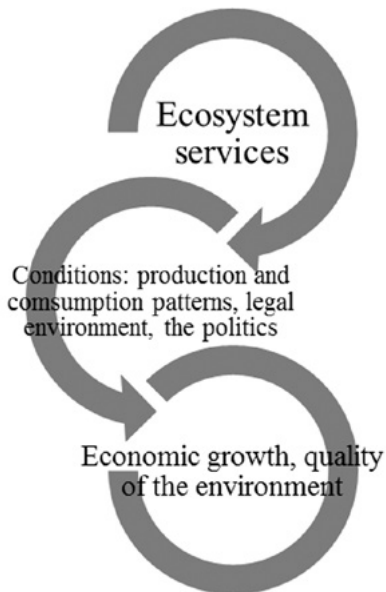 Ecosystem
services
Conditions: production and
comsumption patterns, legal
environment, the politics
Economic growth, quality
of the environment